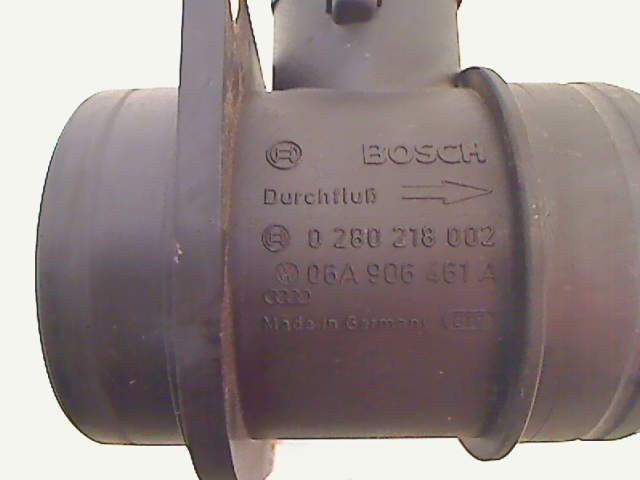 BOSCH
Durchfluß
0 280 218 002
06A 906 461 A
Made in Germany